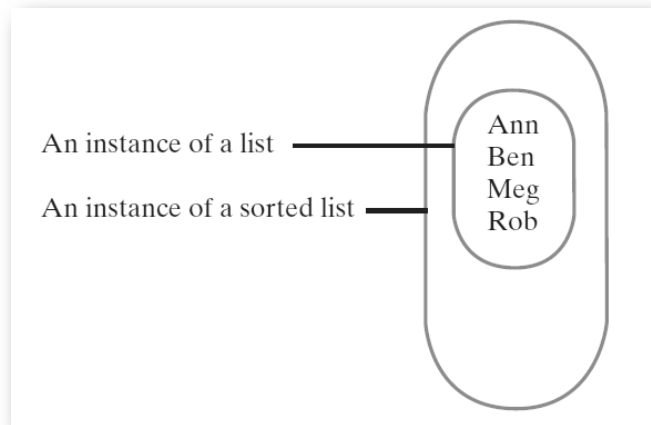 An instance of a list
An instance of a sorted list
Ann
Ben
Meg
Rob